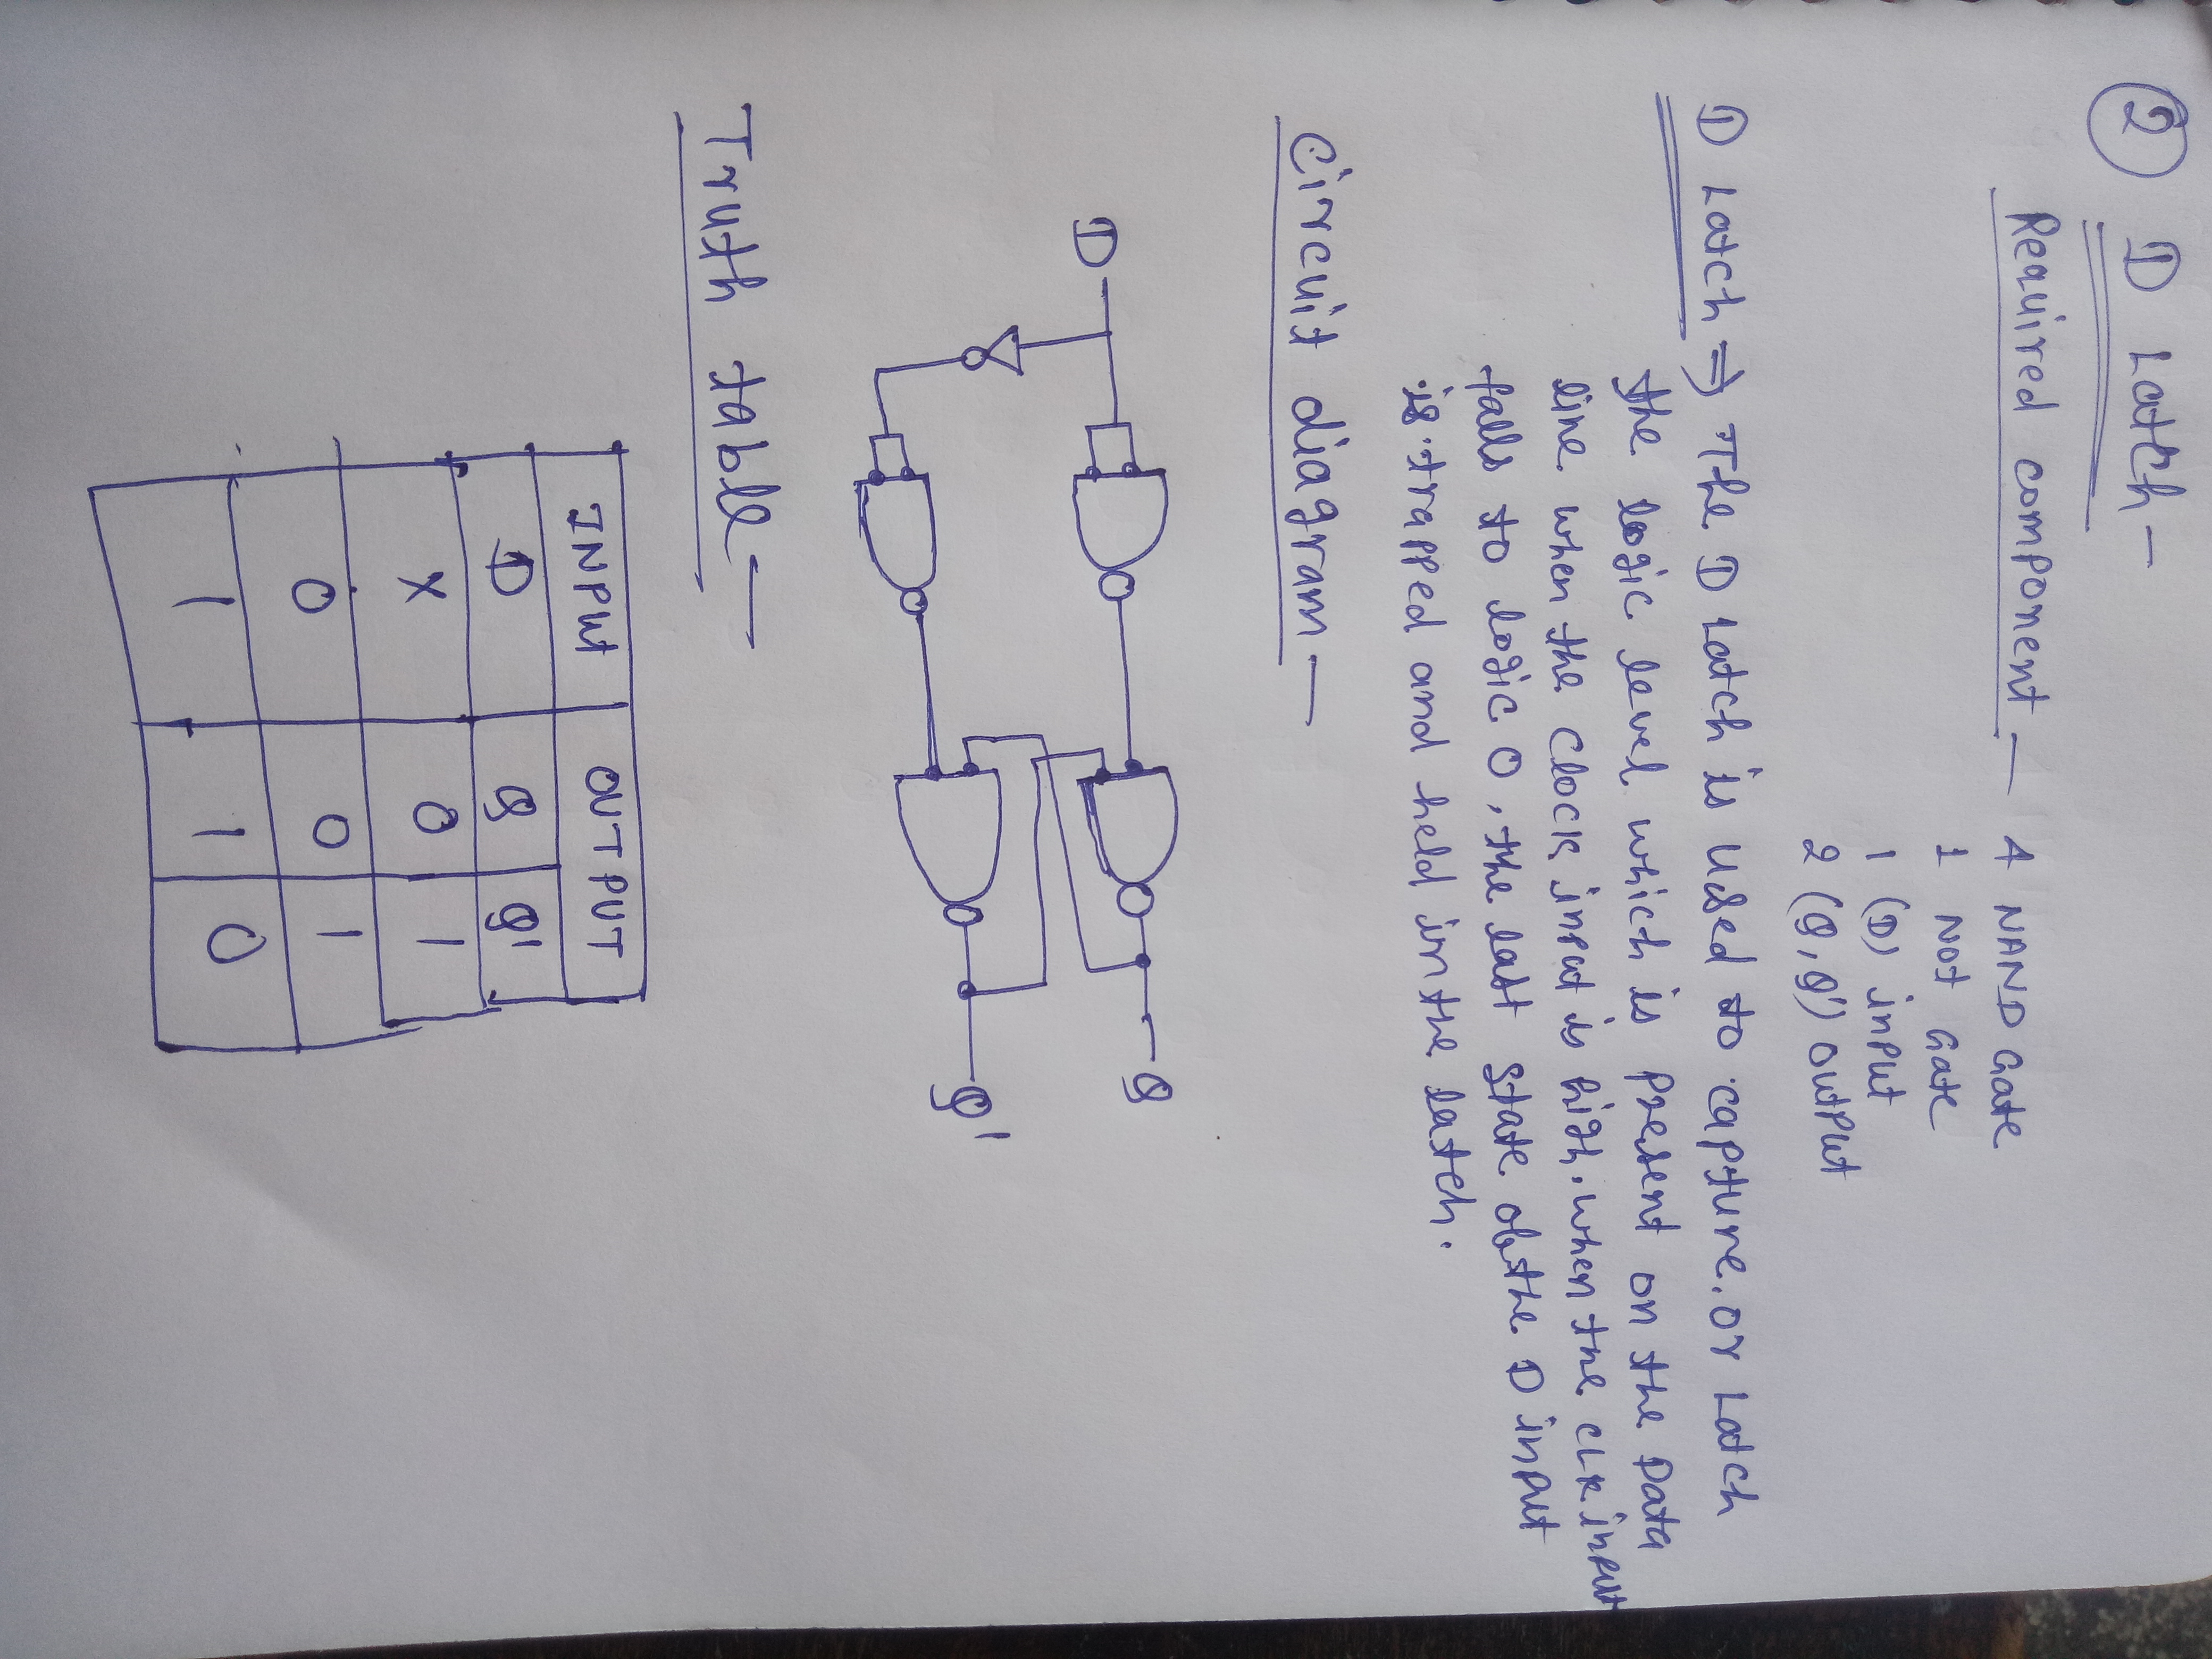 2 D Latch -
Required component - 4 NAND Gate
1 Not Gate
1 (D) input
2 (Q, Q') output
D Latch ⇒ The D Latch is used to capture. or Latch
the logic level which is present on the Data
line when the Clock input is high. when the CLK input
falls to logic 0, the last state of the D input
is trapped and held in the latch.
Circuit diagram -
D
Q
Q'
Truth table -
INPUT OUTPUT
D Q Q'
X 0 1
0 0 1
1 1 0